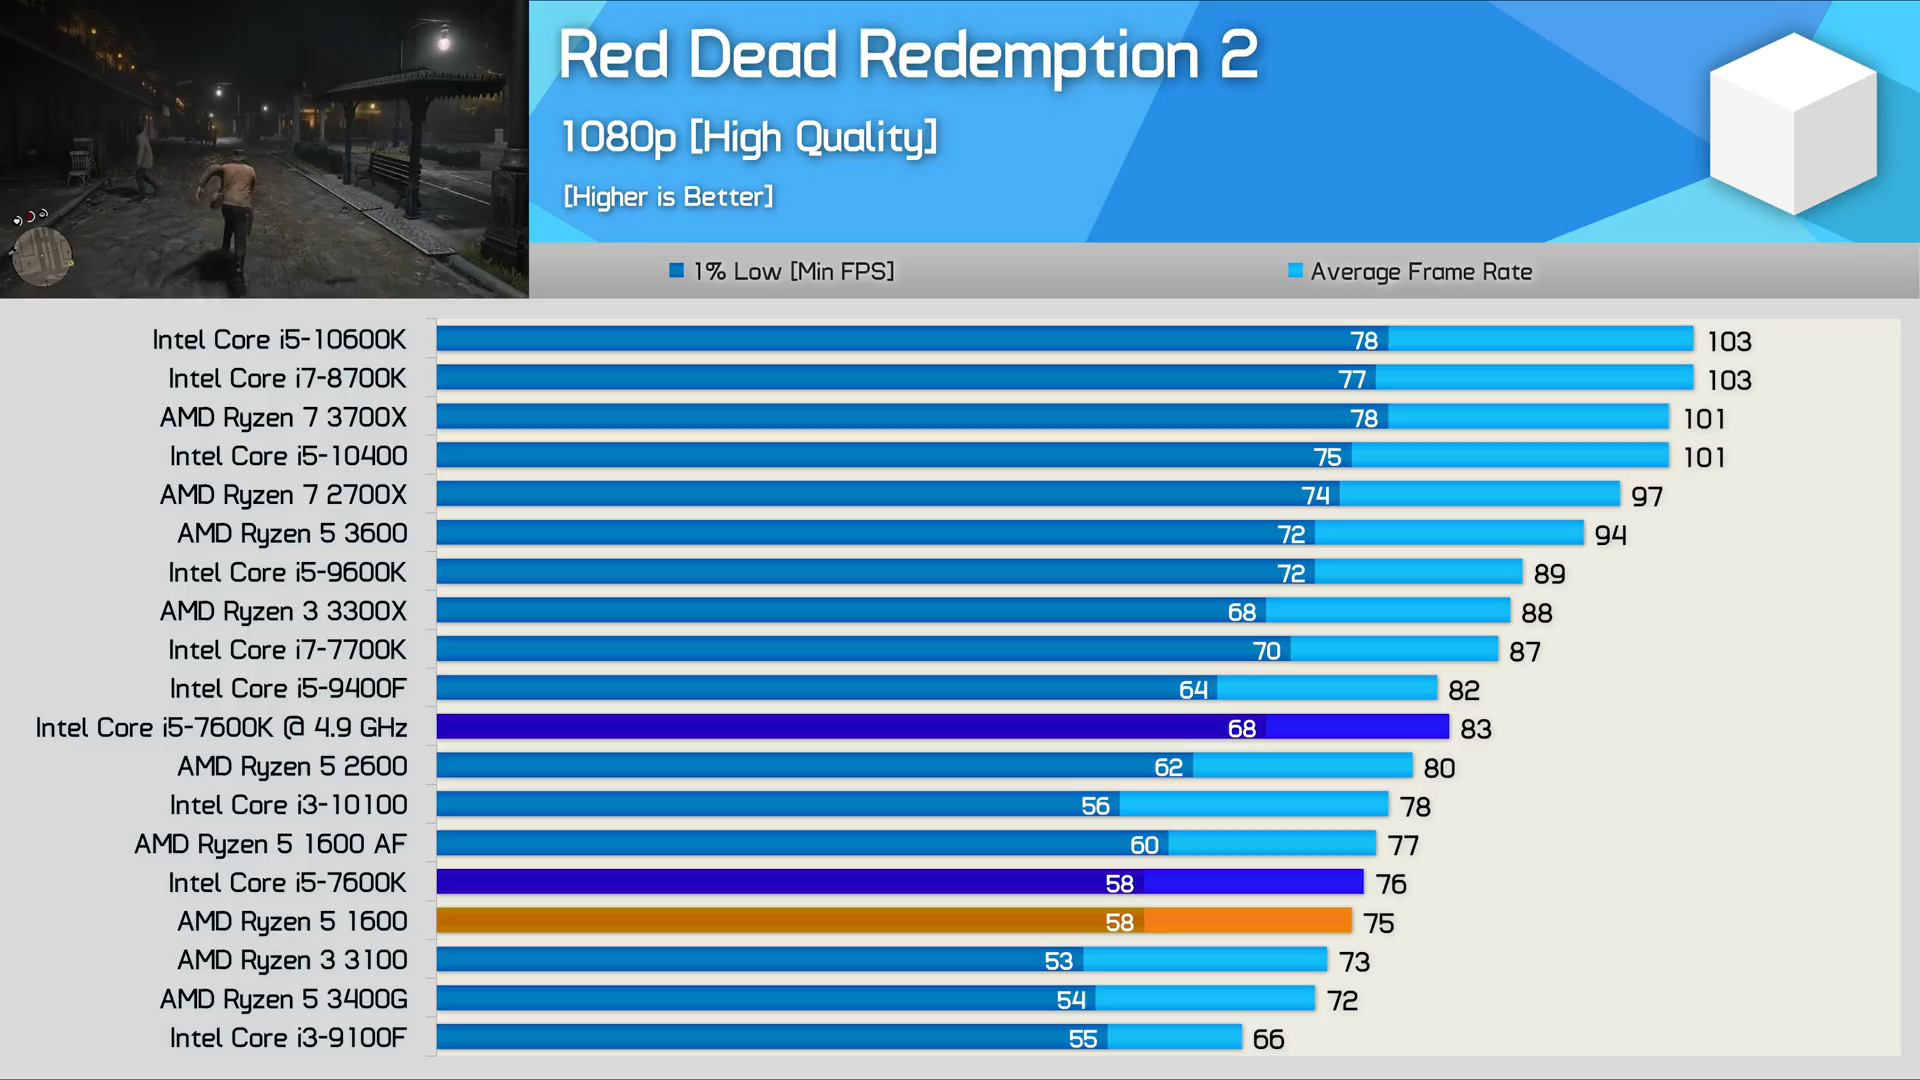 Red Dead Redemption 2
1080p [High Quality]
[Higher is Better]
1% Low [Min FPS] Average Frame Rate
Intel Core i5-10600K 78 103
Intel Core i7-8700K 77 103
AMD Ryzen 7 3700X 78 101
Intel Core i5-10400 75 101
AMD Ryzen 7 2700X 74 97
AMD Ryzen 5 3600 72 94
Intel Core i5-9600K 72 89
AMD Ryzen 3 3300X 68 88
Intel Core i7-7700K 70 87
Intel Core i5-9400F 64 82
Intel Core i5-7600K @ 4.9 GHz 68 83
AMD Ryzen 5 2600 62 80
Intel Core i3-10100 56 78
AMD Ryzen 5 1600 AF 60 77
Intel Core i5-7600K 58 76
AMD Ryzen 5 1600 58 75
AMD Ryzen 3 3100 53 73
AMD Ryzen 5 3400G 54 72
Intel Core i3-9100F 55 66